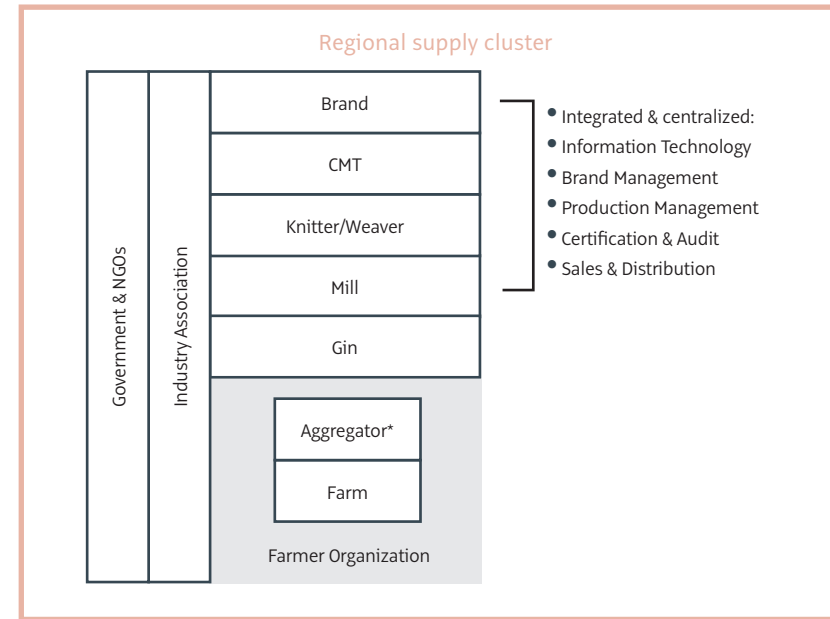 Regional supply cluster
Government & NGOs
Industry Association
Brand
CMT
Knitter/Weaver
Mill
Gin
Aggregator*
Farm
Farmer Organization
• Integrated & centralized:
• Information Technology
• Brand Management
• Production Management
• Certification & Audit
• Sales & Distribution